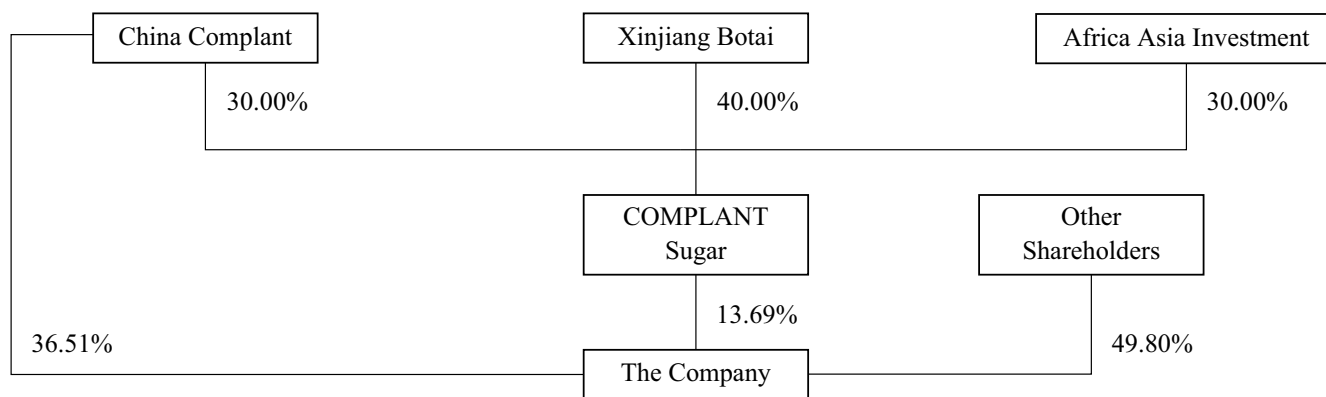 China Complant
Xinjiang Botai
Africa Asia Investment
30.00%
40.00%
30.00%
COMPLANT
Sugar
Other
Shareholders
13.69%
36.51%
49.80%
The Company